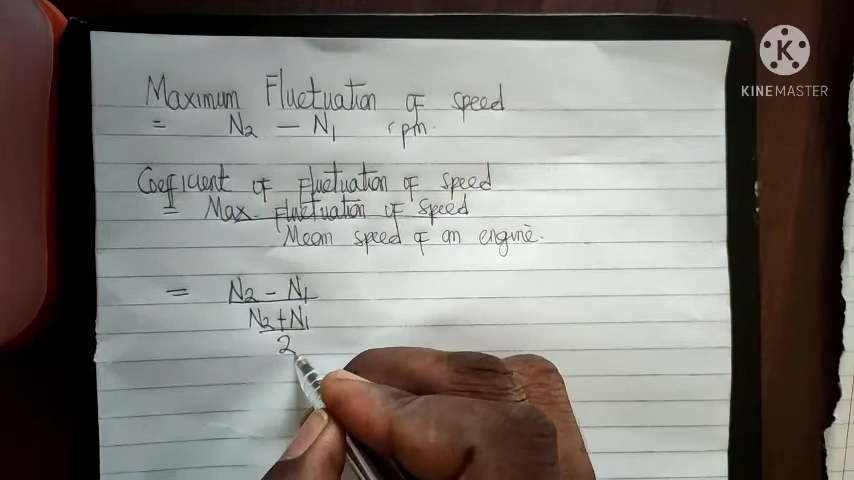 K
KINEMASTER
Maximum Fluctuation of speed
= N2 - N1 rpm.
Coefficient of Fluctuation of speed
= Max. Fluctuation of speed
Mean speed of an engine.
= N2 - N1
N2 + N1
2